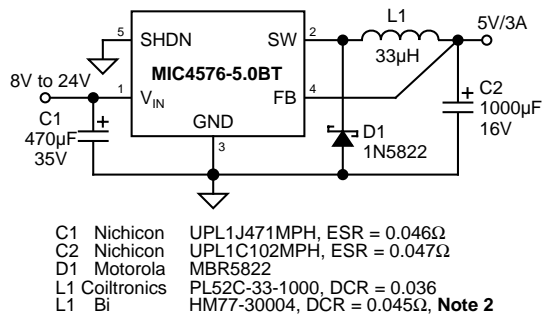 L1
33µH
5V/3A
5 SHDN SW 2
MIC4576-5.0BT
8V to 24V
1 VIN FB 4
GND
3
C1
470µF
35V
D1
1N5822
C2
1000µF
16V
+
+
C1 Nichicon UPL1J471MPH, ESR = 0.046Ω
C2 Nichicon UPL1C102MPH, ESR = 0.047Ω
D1 Motorola MBR5822
L1 Coiltronics PL52C-33-1000, DCR = 0.036
L1 Bi HM77-30004, DCR = 0.045Ω, Note 2